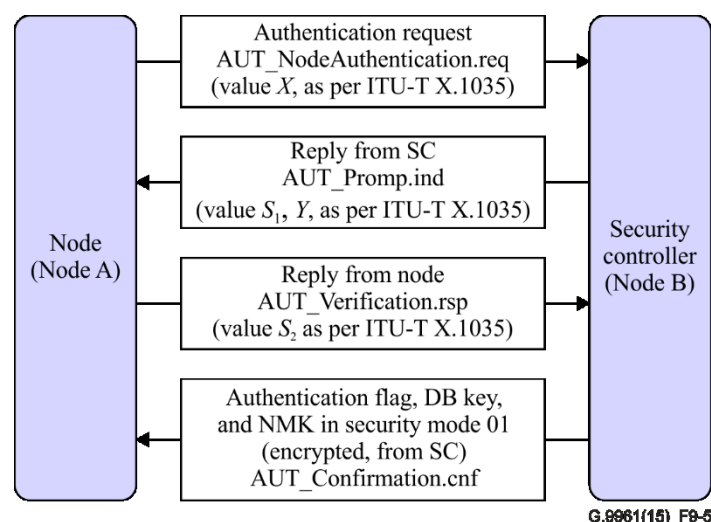 Authentication request
AUT_NodeAuthentication.req
(value X, as per ITU-T X.1035)
Reply from SC
AUT_Promp.ind
(value S₁, Y, as per ITU-T X.1035)
Node
(Node A)
Security
controller
(Node B)
Reply from node
AUT_Verification.rsp
(value S₂ as per ITU-T X.1035)
Authentication flag, DB key,
and NMK in security mode 01
(encrypted, from SC)
AUT_Confirmation.cnf
G.9961(15)_F9-5